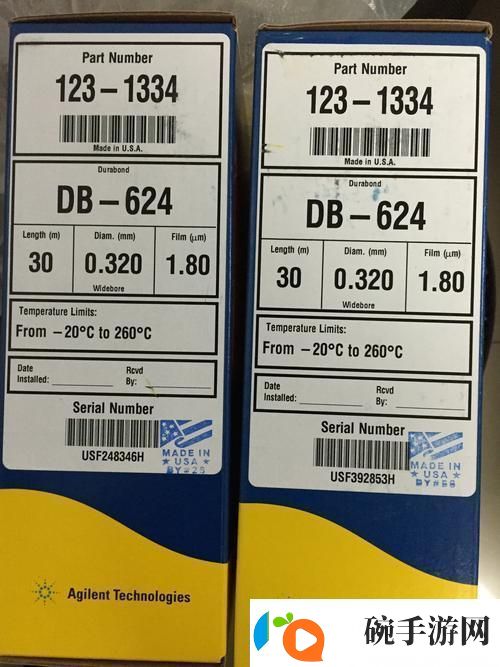 Part Number
123-1334
Made in U.S.A.
Durabond
DB-624
Length (m) Diam. (mm) Film (μm)
30 0.320 1.80
Widebore
Temperature Limits:
From -20°C to 260°C
Date Installed: Rcvd By:
Serial Number
USF248346H
MADE IN
USA
BY#26
Agilent Technologies
Part Number
123-1334
Made in U.S.A.
Durabond
DB-624
Length (m) Diam. (mm) Film (μm)
30 0.320 1.80
Widebore
Temperature Limits:
From -20°C to 260°C
Date Installed: Rcvd By:
Serial Number
USF392853H
MADE IN
USA
碗手游网